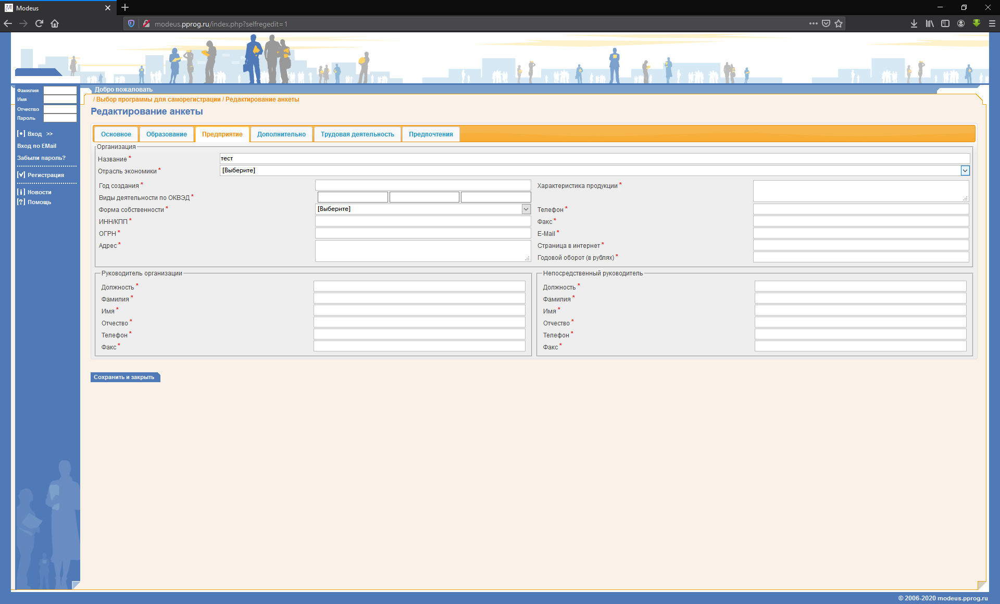 Modeus
modeus.pprog.ru/index.php?selfregedit=1
Фамилия
Имя
Отчество
Пароль
[•] Вход >>
Вход по EMail
Забыли пароль?
Регистрация
[i] Новости
[?] Помощь
Добро пожаловать
/ Выбор программы для саморегистрации / Редактирование анкеты
Редактирование анкеты
Основное Образование Предприятие Дополнительно Трудовая деятельность Предпочтения
Организация
Название * тест
Отрасль экономики * [Выберите]
Год создания *
Виды деятельности по ОКВЭД *
Форма собственности * [Выберите]
ИНН/КПП *
ОГРН *
Адрес *
Характеристика продукции *
Телефон *
Факс *
E-Mail *
Страница в интернет *
Годовой оборот (в рублях) *
Руководитель организации
Должность *
Фамилия *
Имя *
Отчество *
Телефон *
Факс *
Непосредственный руководитель
Должность *
Фамилия *
Имя *
Отчество *
Телефон *
Факс *
Сохранить и закрыть
© 2006-2020 modeus.pprog.ru